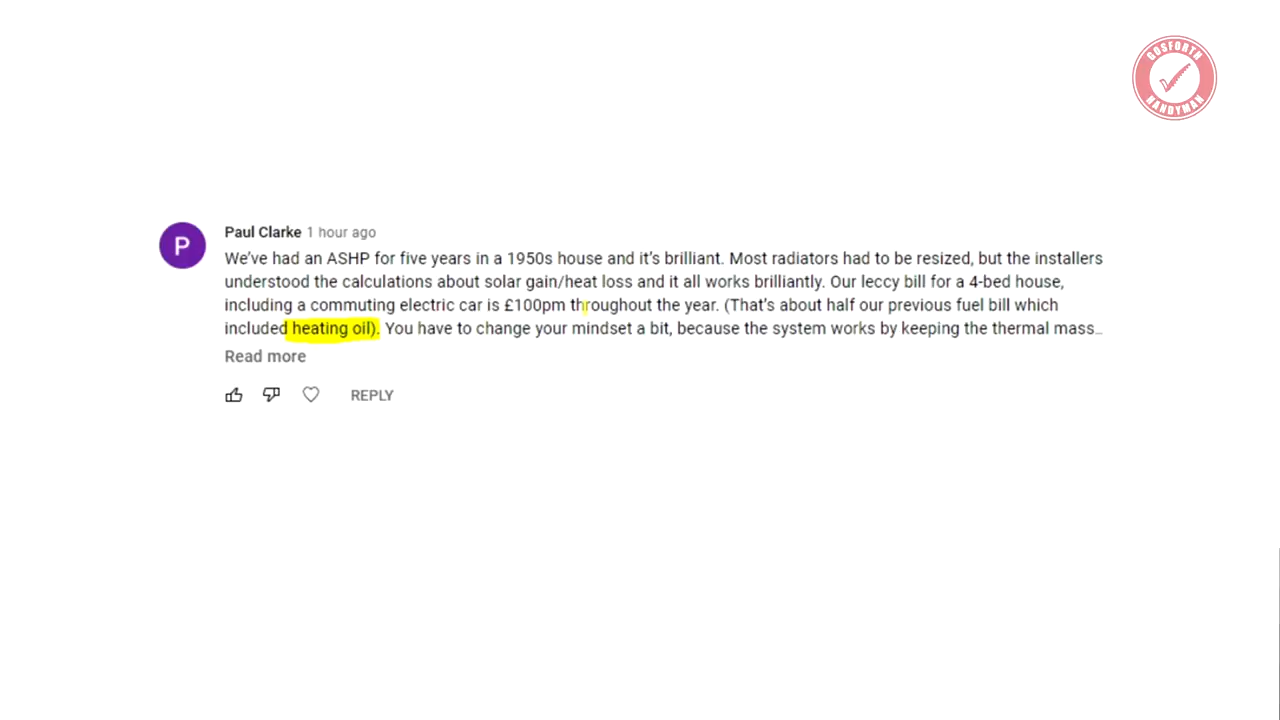 GOSFORTH
HANDYMAN
P
Paul Clarke 1 hour ago
We've had an ASHP for five years in a 1950s house and it's brilliant. Most radiators had to be resized, but the installers
understood the calculations about solar gain/heat loss and it all works brilliantly. Our leccy bill for a 4-bed house,
including a commuting electric car is £100pm throughout the year. (That's about half our previous fuel bill which
included heating oil). You have to change your mindset a bit, because the system works by keeping the thermal mass…
Read more
REPLY